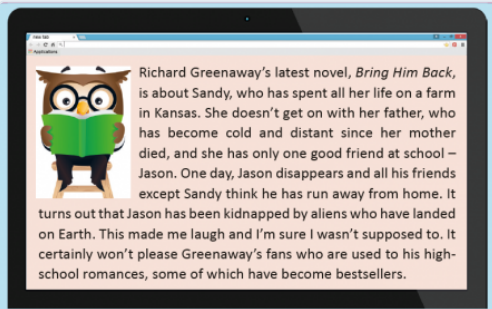 new tab
Applications
Richard Greenaway's latest novel, Bring Him Back,
is about Sandy, who has spent all her life on a farm
in Kansas. She doesn't get on with her father, who
has become cold and distant since her mother
died, and she has only one good friend at school –
Jason. One day, Jason disappears and all his friends
except Sandy think he has run away from home. It
turns out that Jason has been kidnapped by aliens who have landed
on Earth. This made me laugh and I'm sure I wasn't supposed to. It
certainly won't please Greenaway's fans who are used to his high-
school romances, some of which have become bestsellers.